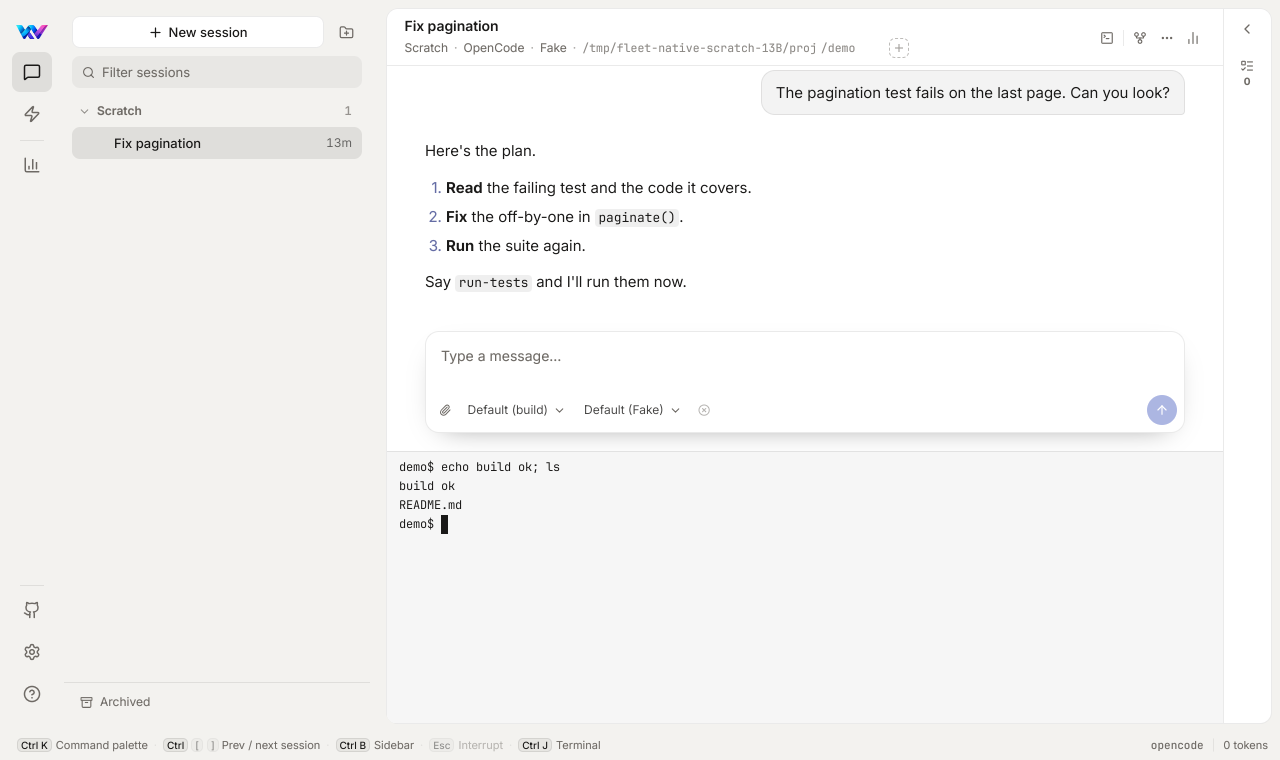 New session
Filter sessions
Scratch 1
Fix pagination 13m
Archived
Fix pagination
Scratch · OpenCode · Fake · /tmp/fleet-native-scratch-13B/proj/demo
0
The pagination test fails on the last page. Can you look?
Here's the plan.
1. Read the failing test and the code it covers.
2. Fix the off-by-one in paginate().
3. Run the suite again.
Say run-tests and I'll run them now.
Type a message...
Default (build) Default (Fake)
demo$ echo build ok; ls
build ok
README.md
demo$
Ctrl K Command palette · Ctrl [ ] Prev / next session · Ctrl B Sidebar · Esc Interrupt · Ctrl J Terminal opencode 0 tokens